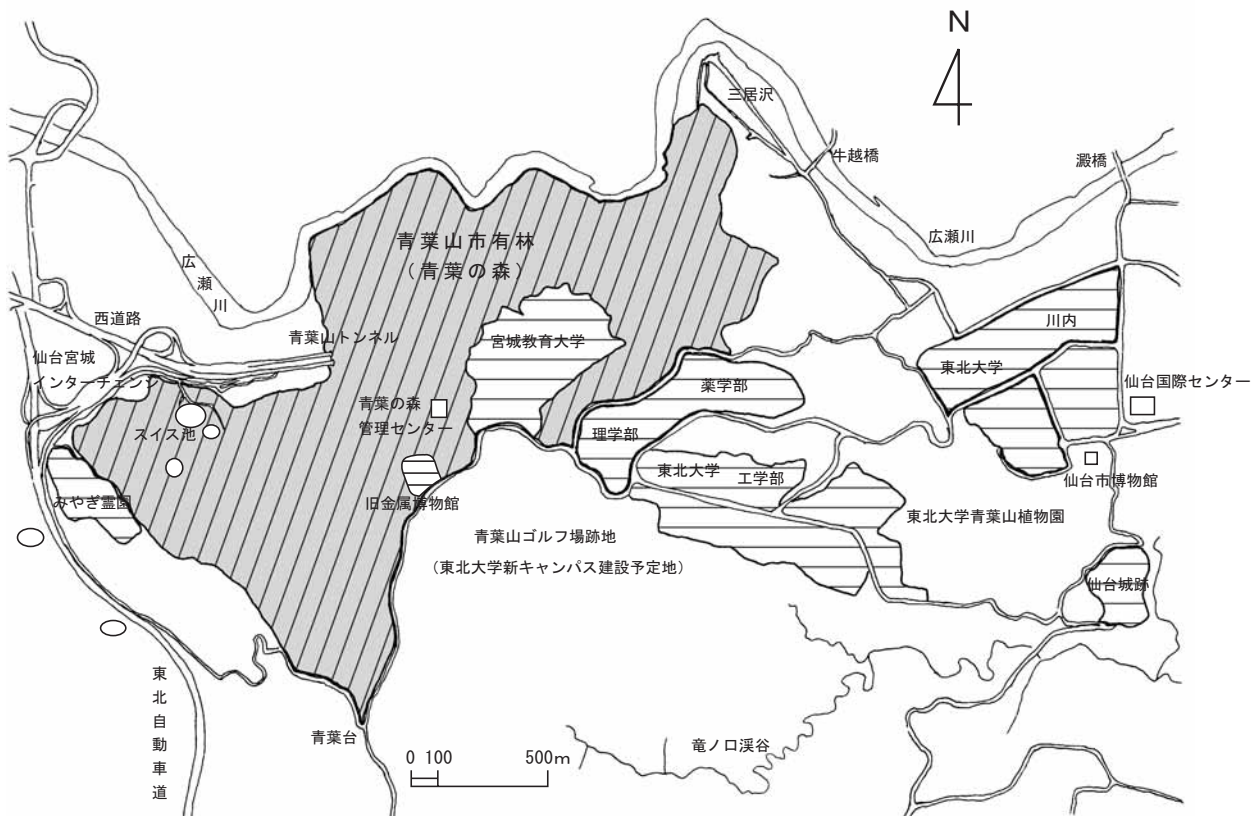 N
三居沢
牛越橋
澱橋
広瀬川
青葉山市有林
(青葉の森)
広瀬川
西道路
青葉山トンネル
宮城教育大学
川内
東北大学
仙台宮城
インターチェンジ
薬学部
仙台国際センター
スイス池
青葉の森
管理センター
理学部
東北大学
工学部
仙台市博物館
みやぎ霊園
旧金属博物館
東北大学青葉山植物園
青葉山ゴルフ場跡地
(東北大学新キャンパス建設予定地)
仙台城跡
東北自動車道
青葉台
0 100 500m
竜ノ口渓谷